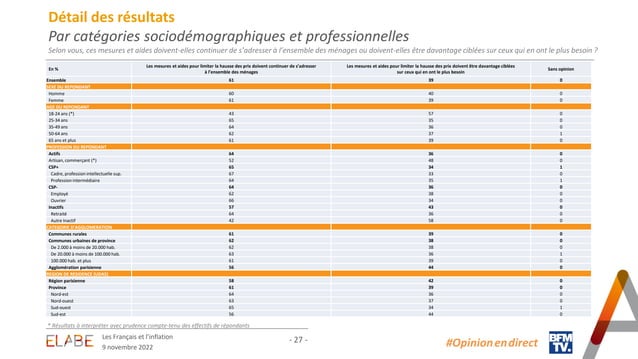 Détail des résultats
Par catégories sociodémographiques et professionnelles
Selon vous, ces mesures et aides doivent-elles continuer de s'adresser à l'ensemble des ménages ou doivent-elles être davantage ciblées sur ceux qui en ont le plus besoin ?
En % Les mesures et aides pour limiter la hausse des prix doivent continuer de s'adresser à l'ensemble des ménages Les mesures et aides pour limiter la hausse des prix doivent être davantage ciblées sur ceux qui en ont le plus besoin Sans opinion
Ensemble 61 39 0
SEXE DU REPONDANT
Homme 60 40 0
Femme 61 39 0
AGE DU REPONDANT
18-24 ans (*) 43 57 0
25-34 ans 65 35 0
35-49 ans 64 36 0
50-64 ans 62 37 1
65 ans et plus 61 39 0
PROFESSION DU REPONDANT
Actifs 64 36 0
Artisan, commerçant (*) 52 48 0
CSP+ 65 34 1
Cadre, profession intellectuelle sup. 67 33 0
Profession intermédiaire 64 35 1
CSP- 64 36 0
Employé 62 38 0
Ouvrier 66 34 0
Inactifs 57 43 0
Retraité 64 36 0
Autre inactif 42 58 0
CATEGORIE D'AGGLOMERATION
Communes rurales 61 39 0
Communes urbaines de province 62 38 0
De 2.000 à moins de 20.000 hab. 62 38 0
De 20.000 à moins de 100.000 hab. 63 36 1
100.000 hab. et plus 61 39 0
Agglomération parisienne 56 44 0
REGION DE RESIDENCE (UDA5)
Région parisienne 58 42 0
Province 61 39 0
Nord-est 64 36 0
Nord-ouest 63 37 0
Sud-ouest 65 34 1
Sud-est 56 44 0
* Résultats à interpréter avec prudence compte-tenu des effectifs de répondants
ELABE
Les Français et l'inflation
9 novembre 2022
- 27 -
#Opinion en direct
BFM
TV.